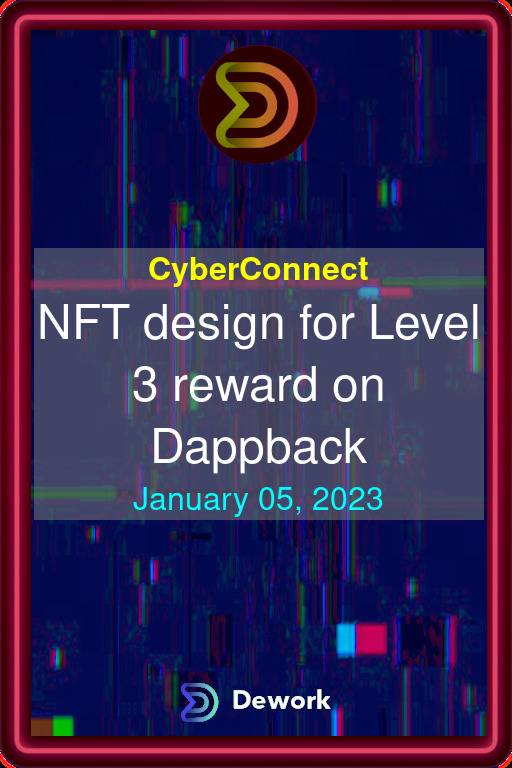 CyberConnect
NFT design for Level
3 reward on
Dappback
January 05, 2023
Dework